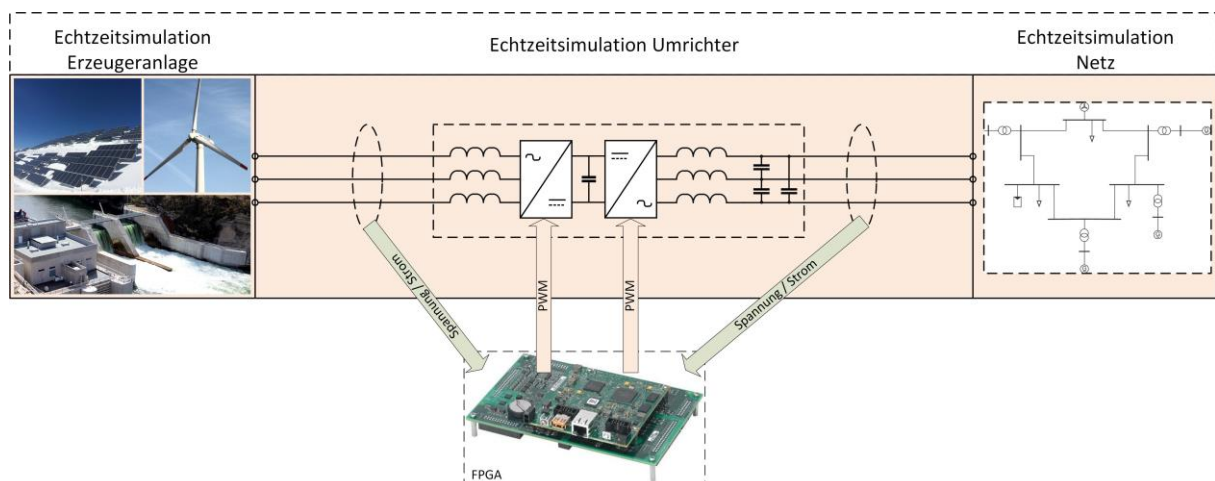 Echtzeitsimulation
Erzeugeranlage
Echtzeitsimulation Umrichter
Echtzeitsimulation
Netz
Spannung / Strom
PWM
PWM
Spannung / Strom
FPGA